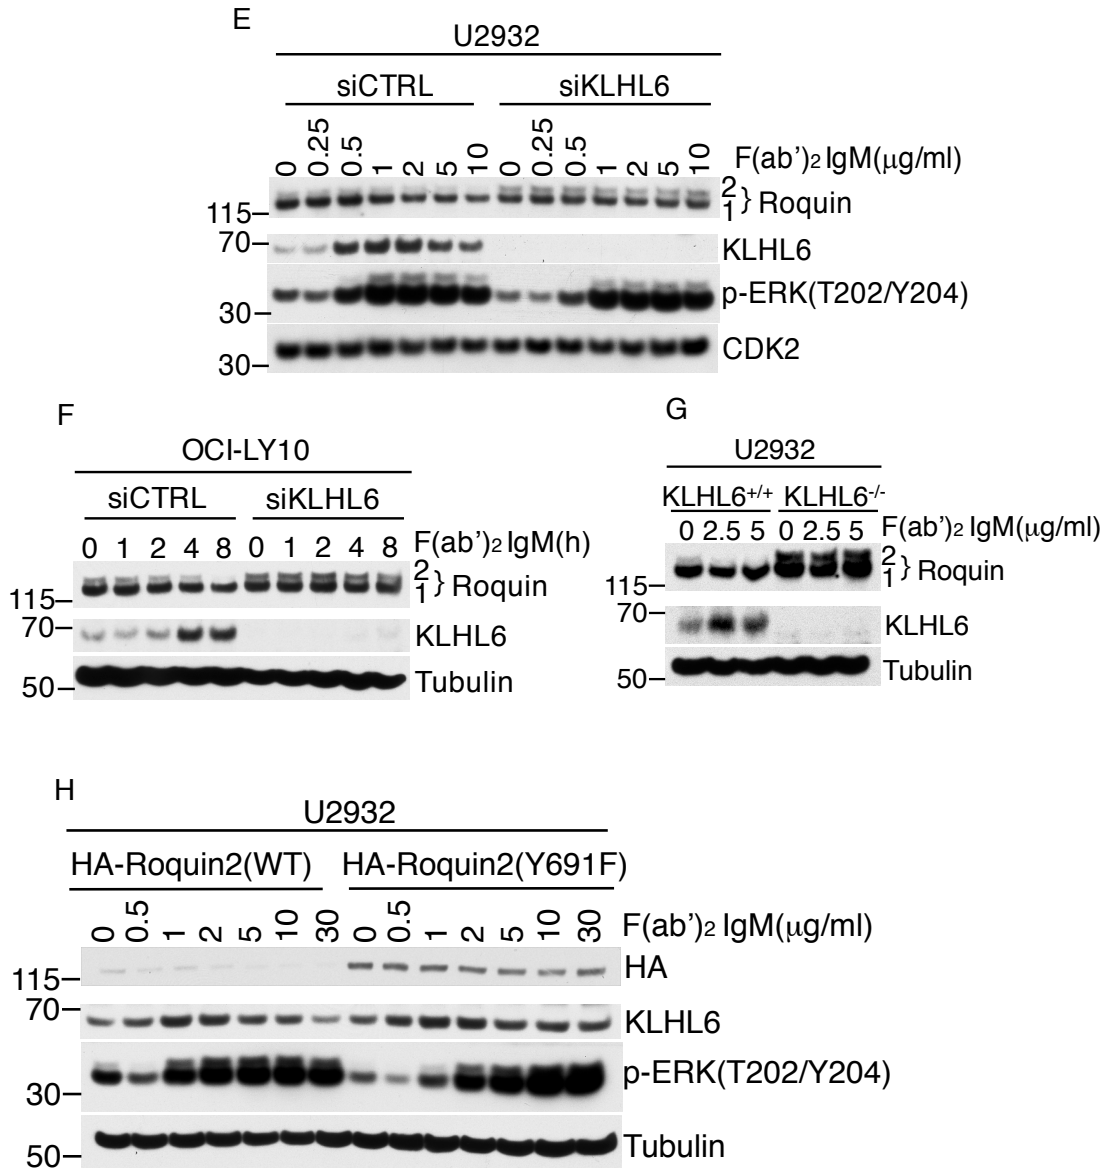 E
U2932
siCTRL siKLHL6
0 0.25 0.5 1 2 5 10 0 0.25 0.5 1 2 5 10 F(ab')2 IgM(μg/ml)
115 2 1 } Roquin
70 KLHL6
30 p-ERK(T202/Y204)
30 CDK2
F
OCI-LY10
siCTRL siKLHL6
0 1 2 4 8 0 1 2 4 8 F(ab')2 IgM(h)
115 2 1 } Roquin
70 KLHL6
50 Tubulin
G
U2932
KLHL6+/+ KLHL6-/-
0 2.5 5 0 2.5 5 F(ab')2 IgM(μg/ml)
115 2 1 } Roquin
70 KLHL6
50 Tubulin
H
U2932
HA-Roquin2(WT) HA-Roquin2(Y691F)
0 0.5 1 2 5 10 30 0 0.5 1 2 5 10 30 F(ab')2 IgM(μg/ml)
115 HA
70 KLHL6
30 p-ERK(T202/Y204)
50 Tubulin